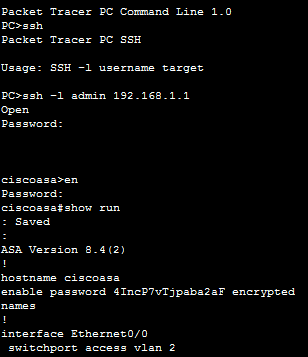 Packet Tracer PC Command Line 1.0
PC>ssh
Packet Tracer PC SSH
Usage: SSH -l username target
PC>ssh -l admin 192.168.1.1
Open
Password:
ciscoasa>en
Password:
ciscoasa#show run
: Saved
:
ASA Version 8.4(2)
!
hostname ciscoasa
enable password 4IncP7vTjpaba2aF encrypted
names
!
interface Ethernet0/0
 switchport access vlan 2